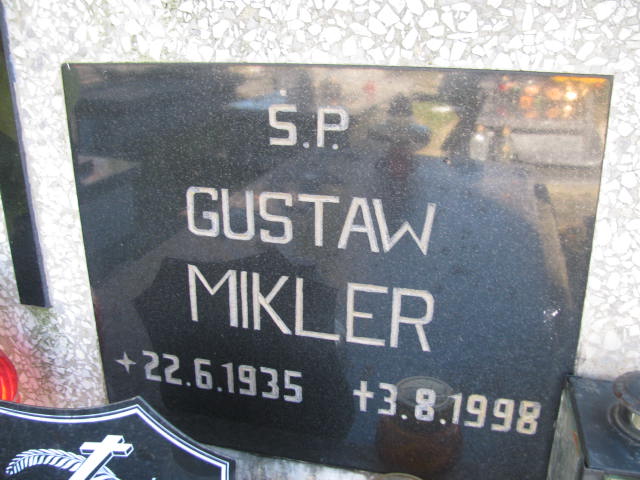 S.P.
GUSTAW
MIKLER
+22.6.1935 †3.8.1998